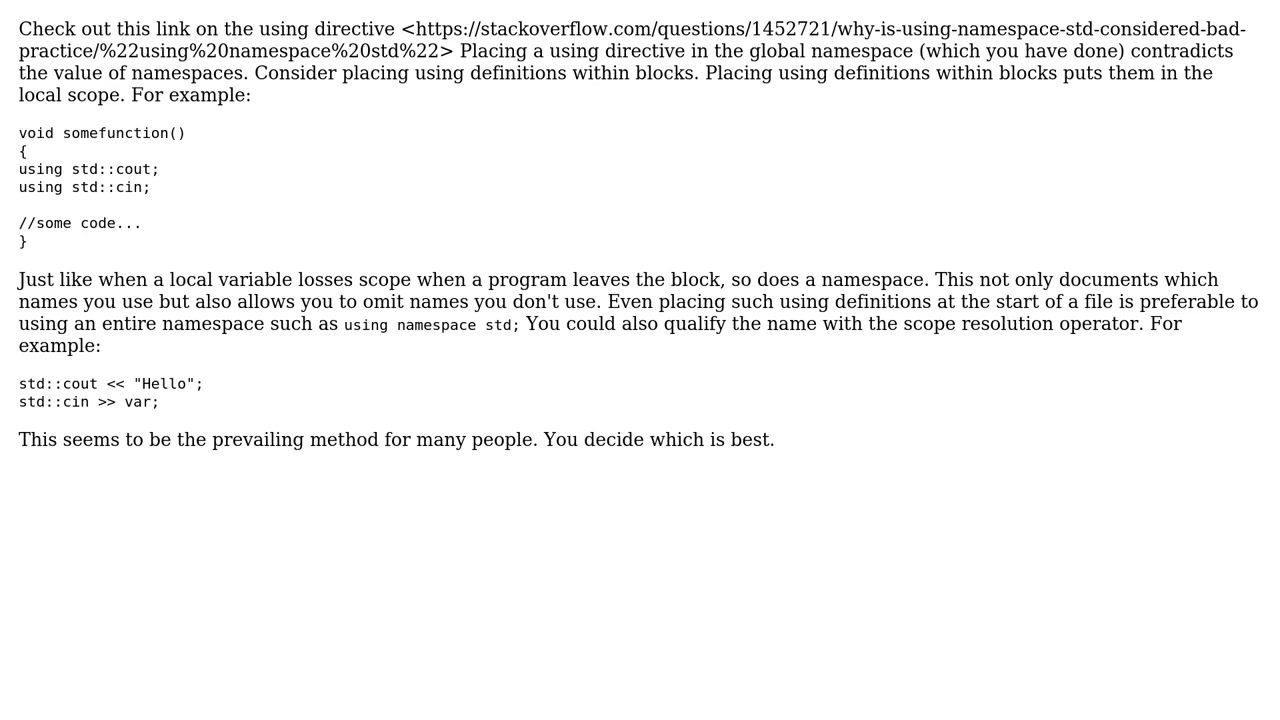 Check out this link on the using directive <https://stackoverflow.com/questions/1452721/why-is-using-namespace-std-considered-bad-
practice/%22using%20namespace%20std%22> Placing a using directive in the global namespace (which you have done) contradicts
the value of namespaces. Consider placing using definitions within blocks. Placing using definitions within blocks puts them in the
local scope. For example:
void somefunction()
{
using std::cout;
using std::cin;
//some code...
}
Just like when a local variable losses scope when a program leaves the block, so does a namespace. This not only documents which
names you use but also allows you to omit names you don't use. Even placing such using definitions at the start of a file is preferable to
using an entire namespace such as using namespace std; You could also qualify the name with the scope resolution operator. For
example:
std::cout << "Hello";
std::cin >> var;
This seems to be the prevailing method for many people. You decide which is best.